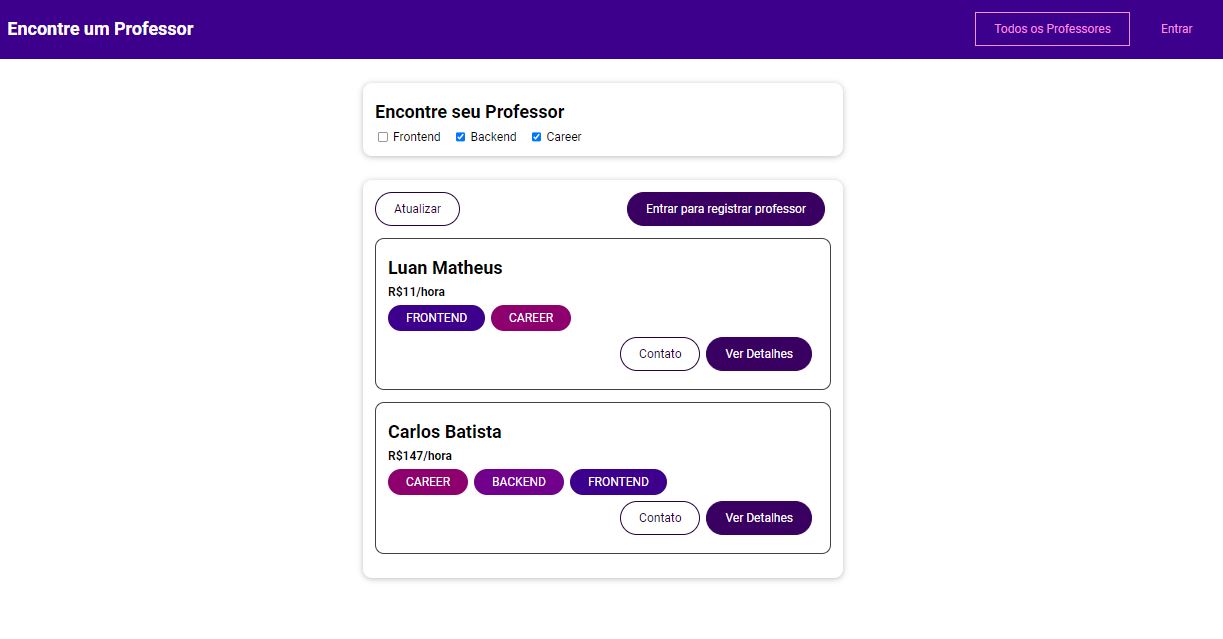 Encontre um Professor
Todos os Professores
Entrar
Encontre seu Professor
Frontend Backend Career
Atualizar
Entrar para registrar professor
Luan Matheus
R$11/hora
FRONTEND CAREER
Contato Ver Detalhes
Carlos Batista
R$147/hora
CAREER BACKEND FRONTEND
Contato Ver Detalhes